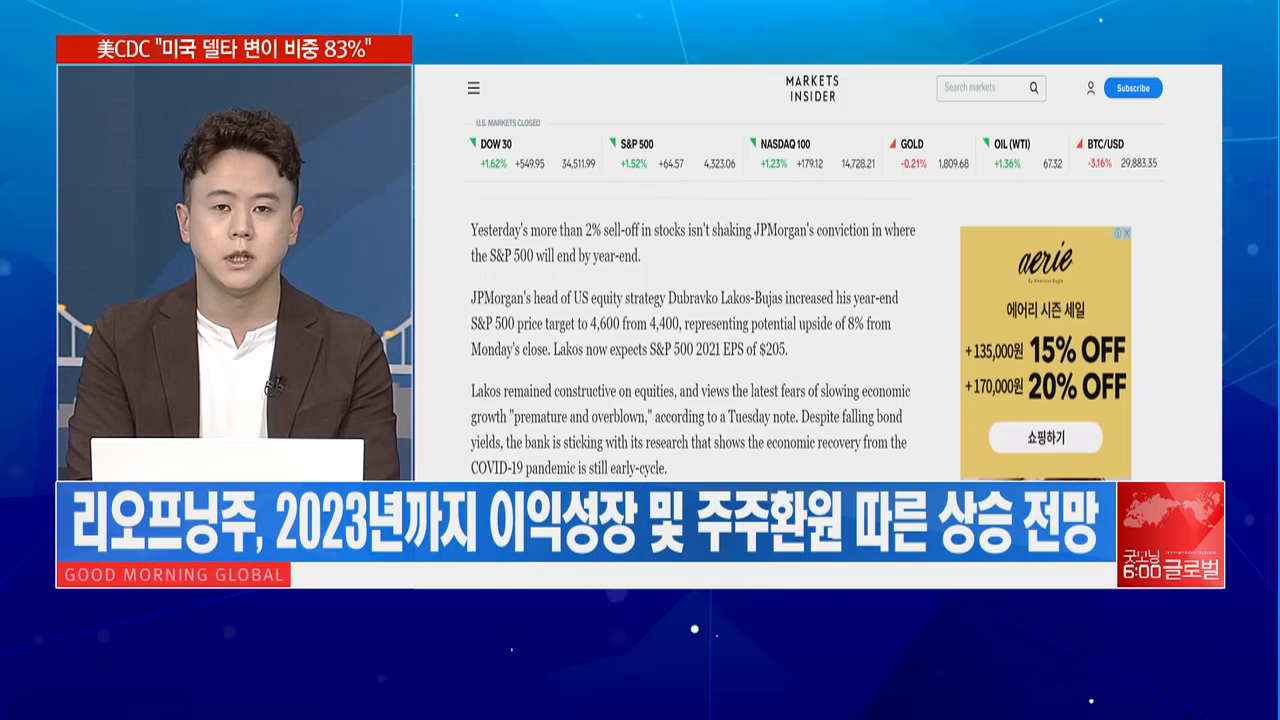 美CDC "미국 델타 변이 비중 83%"
MARKETS
INSIDER
Search markets
Subscribe
U.S. MARKETS CLOSED
DOW 30
+1.62% +549.95 34,511.99
S&P 500
+1.52% +64.57 4,323.06
NASDAQ 100
+1.23% +179.12 14,728.21
GOLD
-0.21% 1,809.68
OIL (WTI)
+1.36% 67.32
BTC/USD
-3.16% 29,883.35
Yesterday's more than 2% sell-off in stocks isn't shaking JPMorgan's conviction in where
the S&P 500 will end by year-end.
JPMorgan's head of US equity strategy Dubravko Lakos-Bujas increased his year-end
S&P 500 price target to 4,600 from 4,400, representing potential upside of 8% from
Monday's close. Lakos now expects S&P 500 2021 EPS of $205.
Lakos remained constructive on equities, and views the latest fears of slowing economic
growth "premature and overblown," according to a Tuesday note. Despite falling bond
yields, the bank is sticking with its research that shows the economic recovery from the
COVID-19 pandemic is still early-cycle.
aerie
By American Eagle
에어리 시즌 세일
+135,000원 15% OFF
+170,000원 20% OFF
쇼핑하기
리오프닝주, 2023년까지 이익성장 및 주주환원 따른 상승 전망
GOOD MORNING GLOBAL
굿모닝
6:00 글로벌